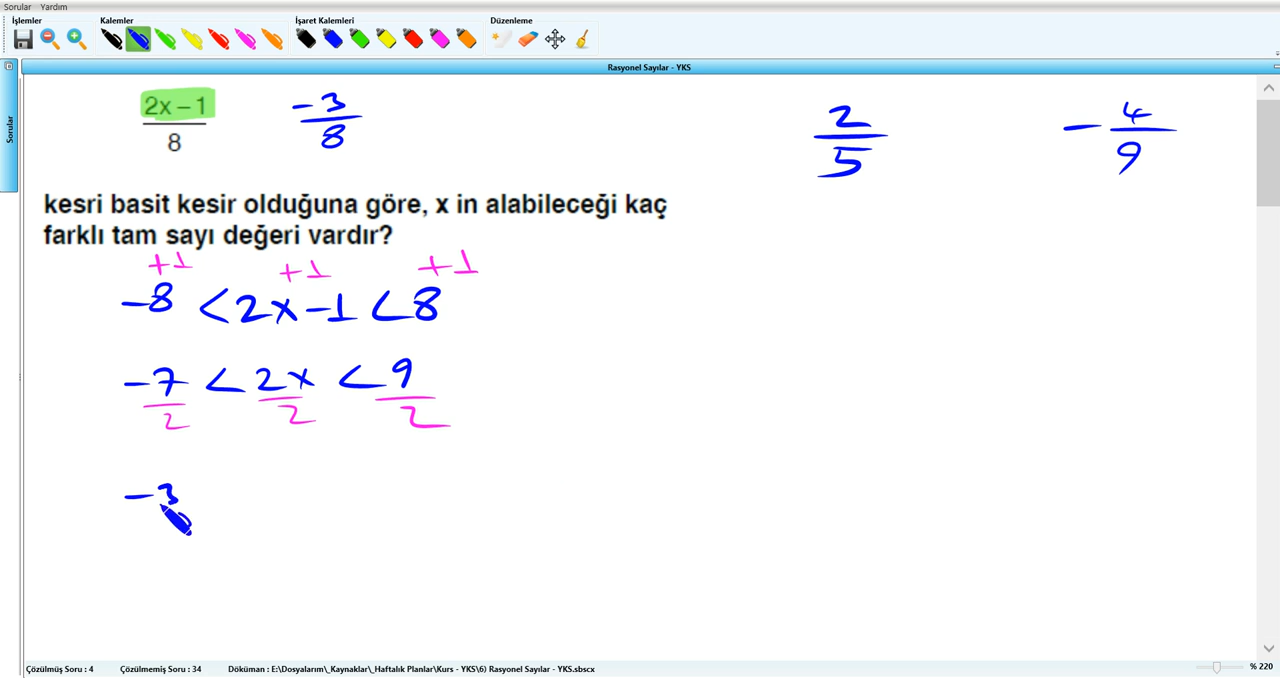 Sorular Yardım
İşlemler Kalemler İşaret Kalemleri Düzenleme
Rasyonel Sayılar - YKS
Sorular
2x – 1
8
-3
8
2
5
- 4
9
kesri basit kesir olduğuna göre, x in alabileceği kaç
farklı tam sayı değeri vardır?
+1 +1 +1
-8 < 2x -1 < 8
-7 < 2x < 9
2 2 2
-3
Çözülmüş Soru : 4 Çözülmemiş Soru : 34 Döküman : E:\Dosyalarım\_Kaynaklar\_Haftalık Planlar\Kurs - YKS\6) Rasyonel Sayılar - YKS.sbscx % 220